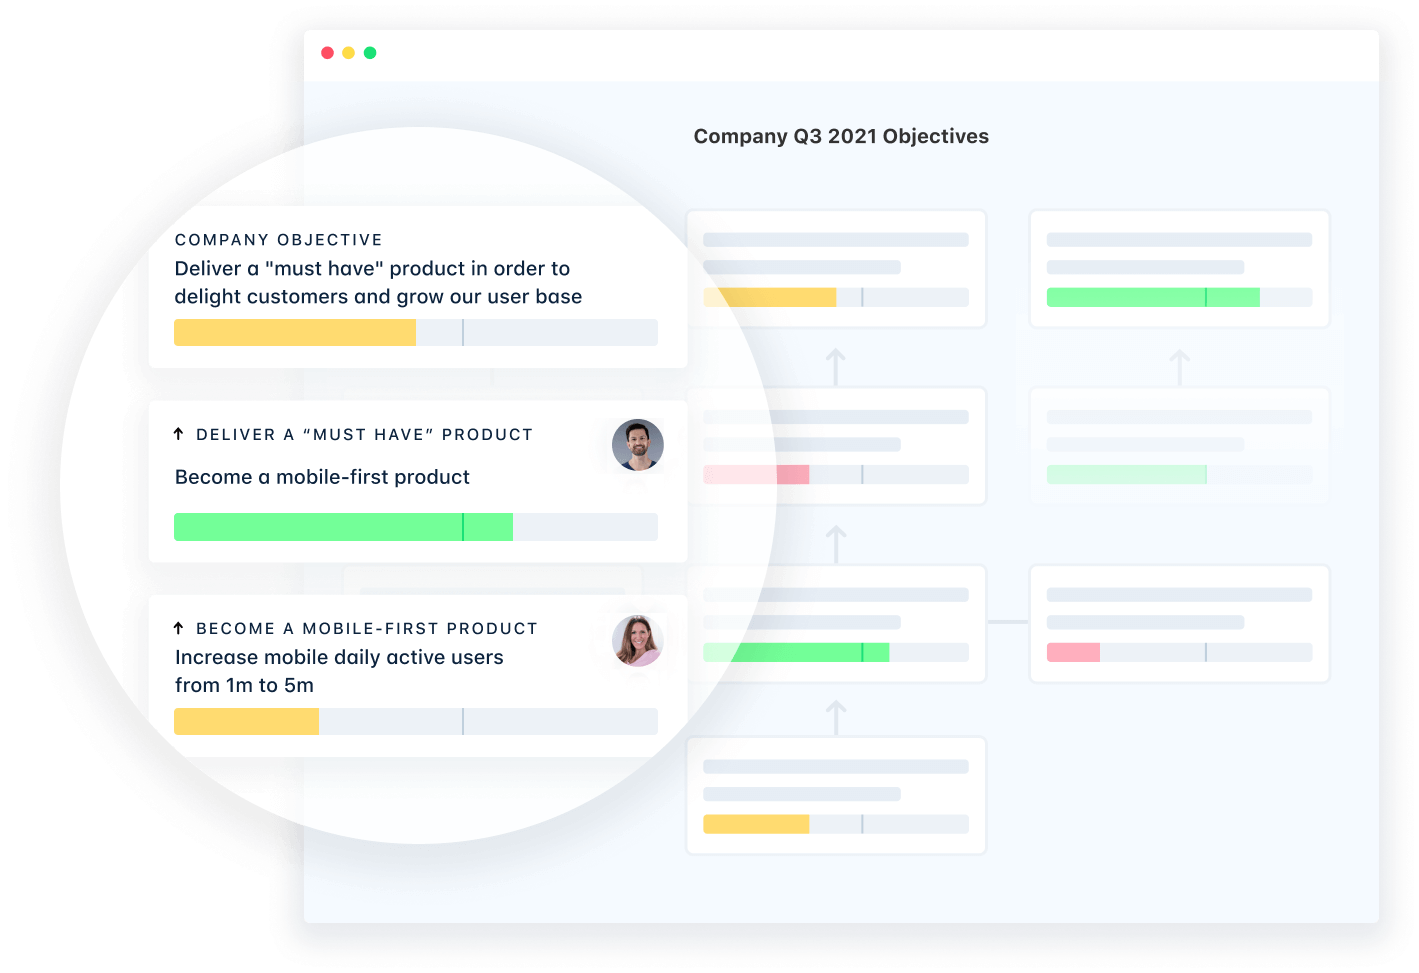 Company Q3 2021 Objectives
COMPANY OBJECTIVE
Deliver a "must have" product in order to
delight customers and grow our user base
DELIVER A “MUST HAVE” PRODUCT
Become a mobile-first product
BECOME A MOBILE-FIRST PRODUCT
Increase mobile daily active users
from 1m to 5m